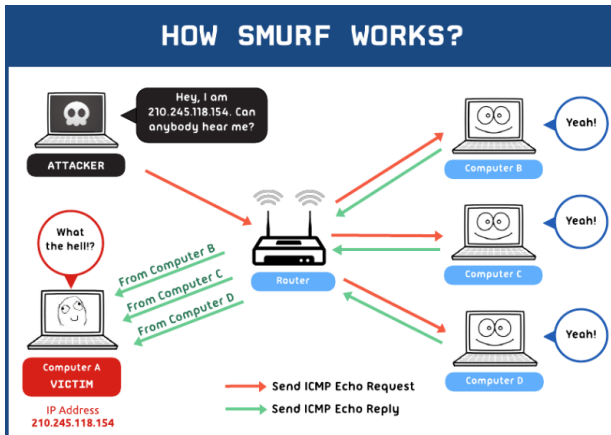 HOW SMURF WORKS?
Hey, I am
210.245.118.154. Can
anybody hear me?
ATTACKER
Yeah!
Computer B
What
the hell!?
From Computer B
From Computer C
From Computer D
Router
Yeah!
Computer C
Yeah!
Computer D
Computer A
VICTIM
IP Address
210.245.118.154
Send ICMP Echo Request
Send ICMP Echo Reply